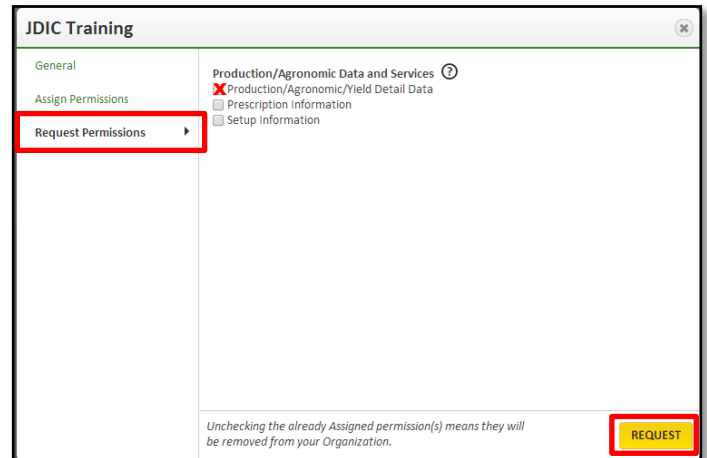 JDIC Training
General
Assign Permissions
Request Permissions
Production/Agronomic Data and Services ?
Production/Agronomic/Yield Detail Data
Prescription Information
Setup Information
Unchecking the already Assigned permission(s) means they will
be removed from your Organization.
REQUEST